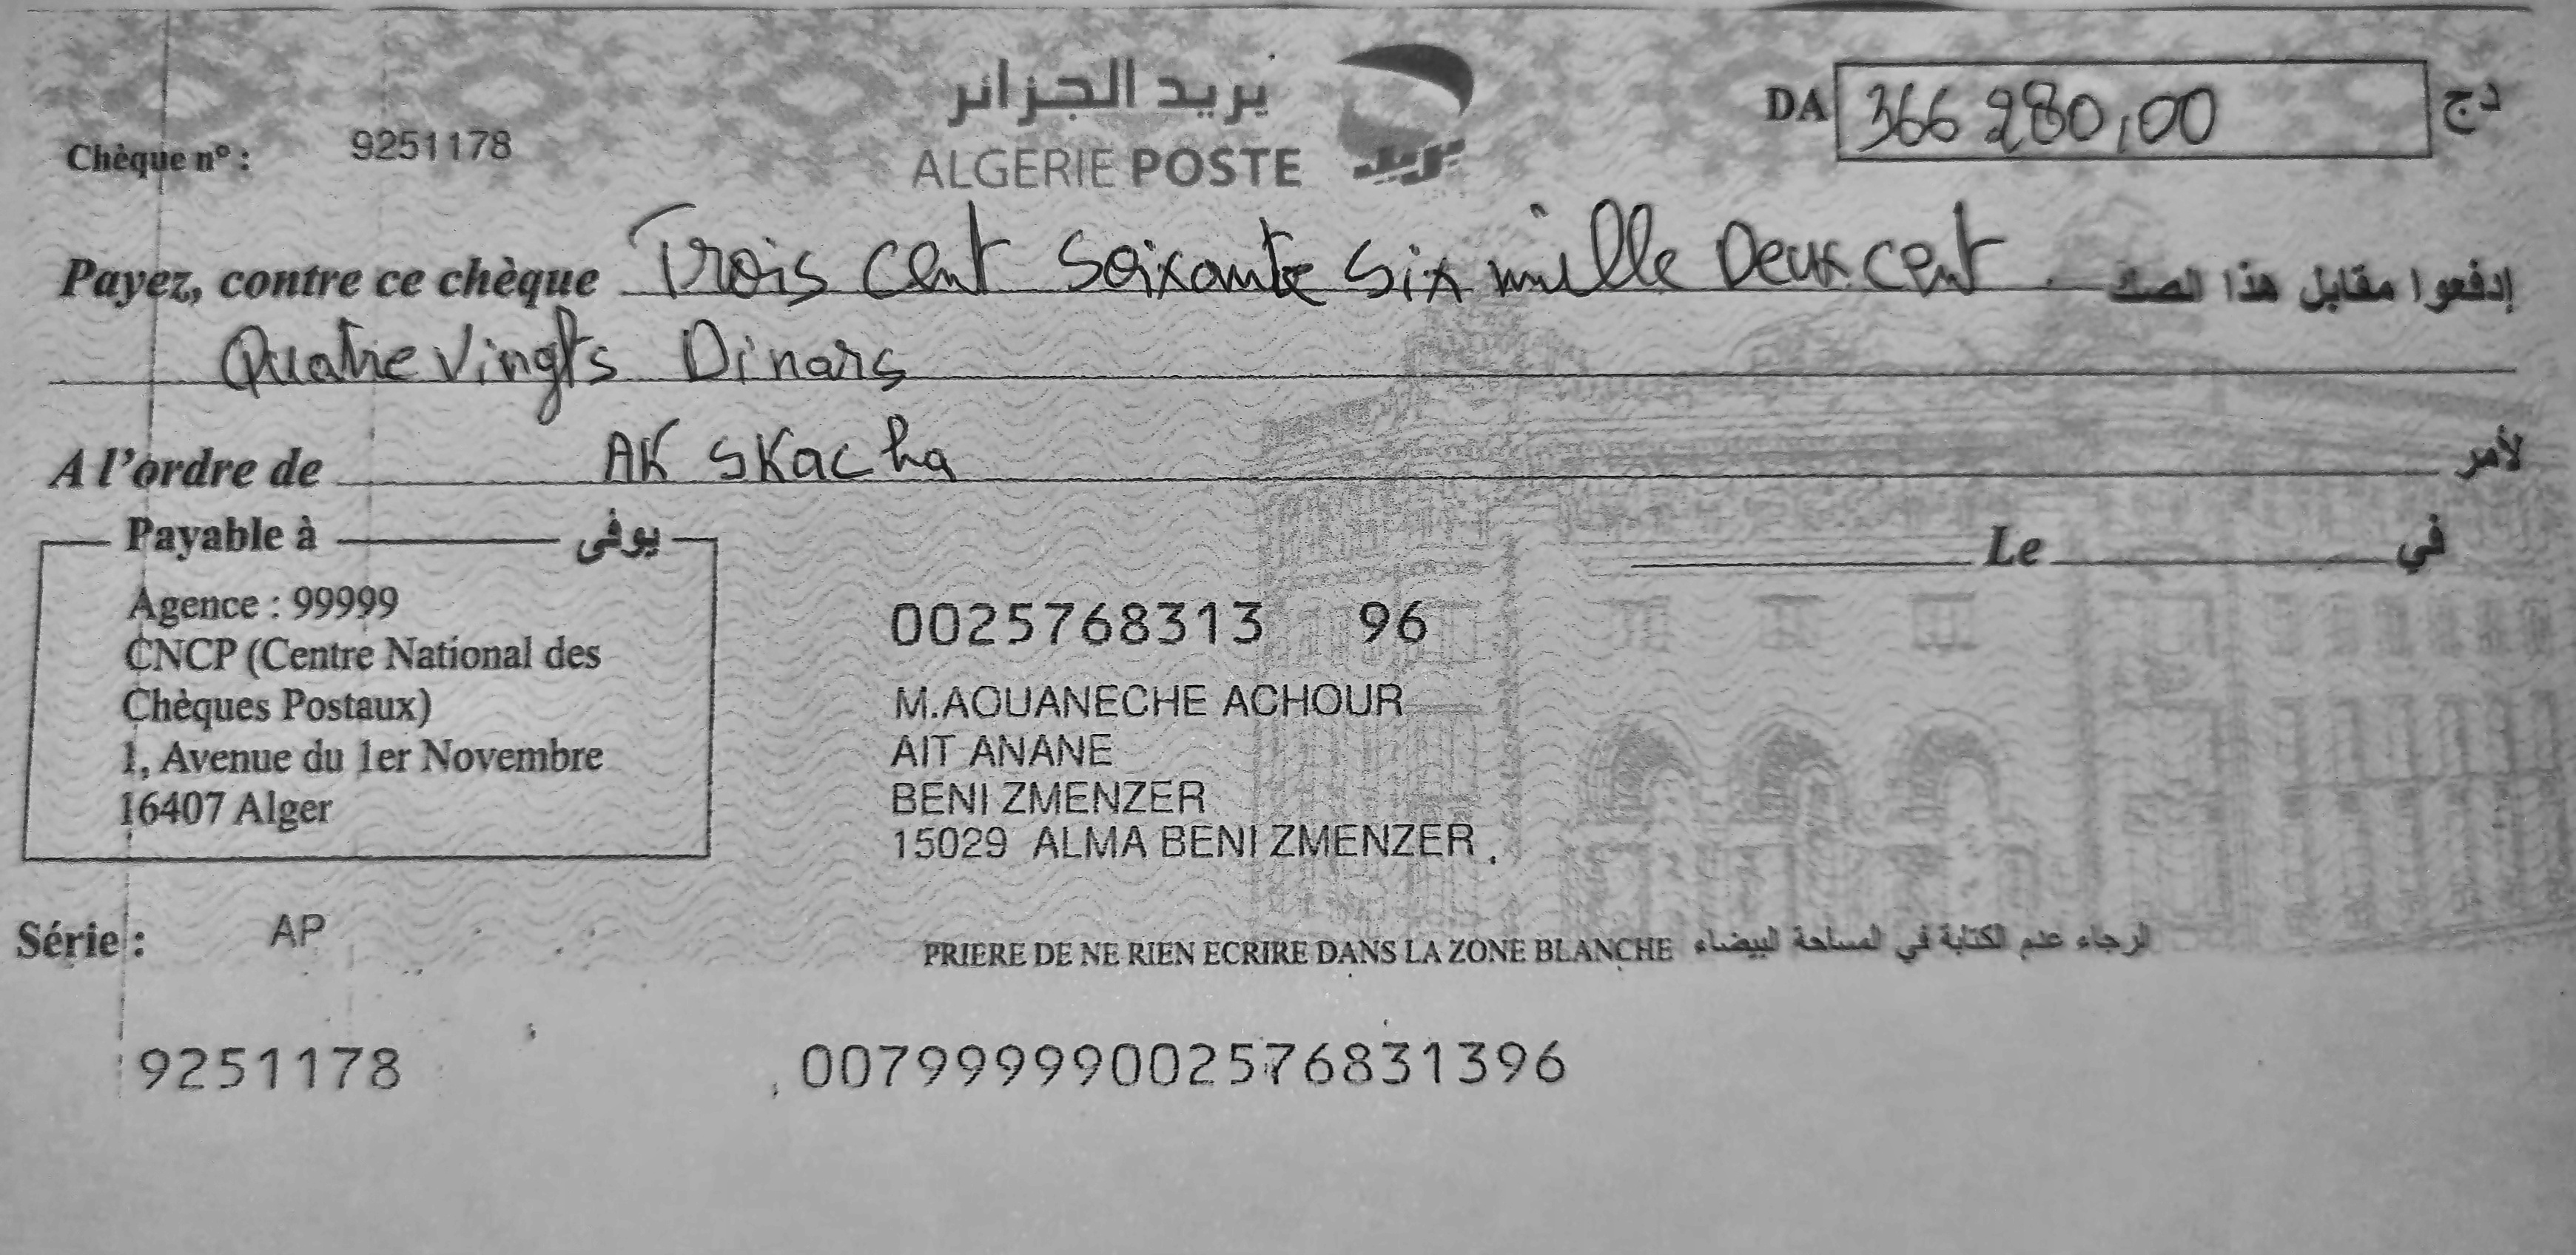 بريد الجزائر
ALGERIE POSTE
بريد
Chèque n° : 9251178
DA 366 280,00 دج
Payez, contre ce chèque Trois cent Soixante Six mille Deux cent إدفعوا مقابل هذا الصك
Quatre Vingts Dinars
A l'ordre de AK SKacha لأمر
Payable à يوفى
Le في
Agence : 99999
CNCP (Centre National des
Chèques Postaux)
1, Avenue du 1er Novembre
16407 Alger
0025768313 96
M.AOUANECHE ACHOUR
AIT ANANE
BENI ZMENZER
15029 ALMA BENI ZMENZER
Série : AP
PRIERE DE NE RIEN ECRIRE DANS LA ZONE BLANCHE الرجاء عدم الكتابة في المساحة البيضاء
9251178 00799999002576831396